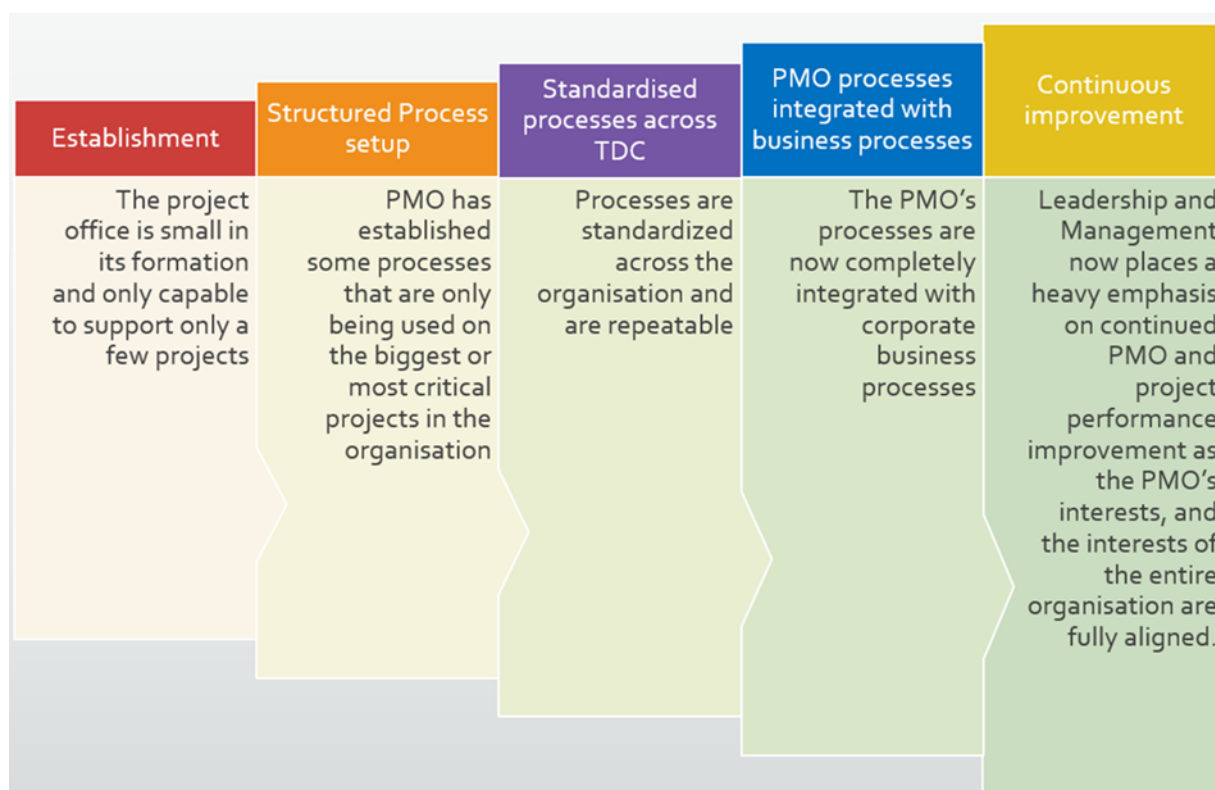 Establishment
The project
office is small in
its formation
and only capable
to support only a
few projects
Structured Process
setup
PMO has
established
some processes
that are only
being used on
the biggest or
most critical
projects in the
organisation
Standardised
processes across
TDC
Processes are
standardized
across the
organisation and
are repeatable
PMO processes
integrated with
business processes
The PMO’s
processes are
now completely
integrated with
corporate
business
processes
Continuous
improvement
Leadership and
Management
now places a
heavy emphasis
on continued
PMO and
project
performance
improvement as
the PMO’s
interests, and
the interests of
the entire
organisation are
fully aligned.